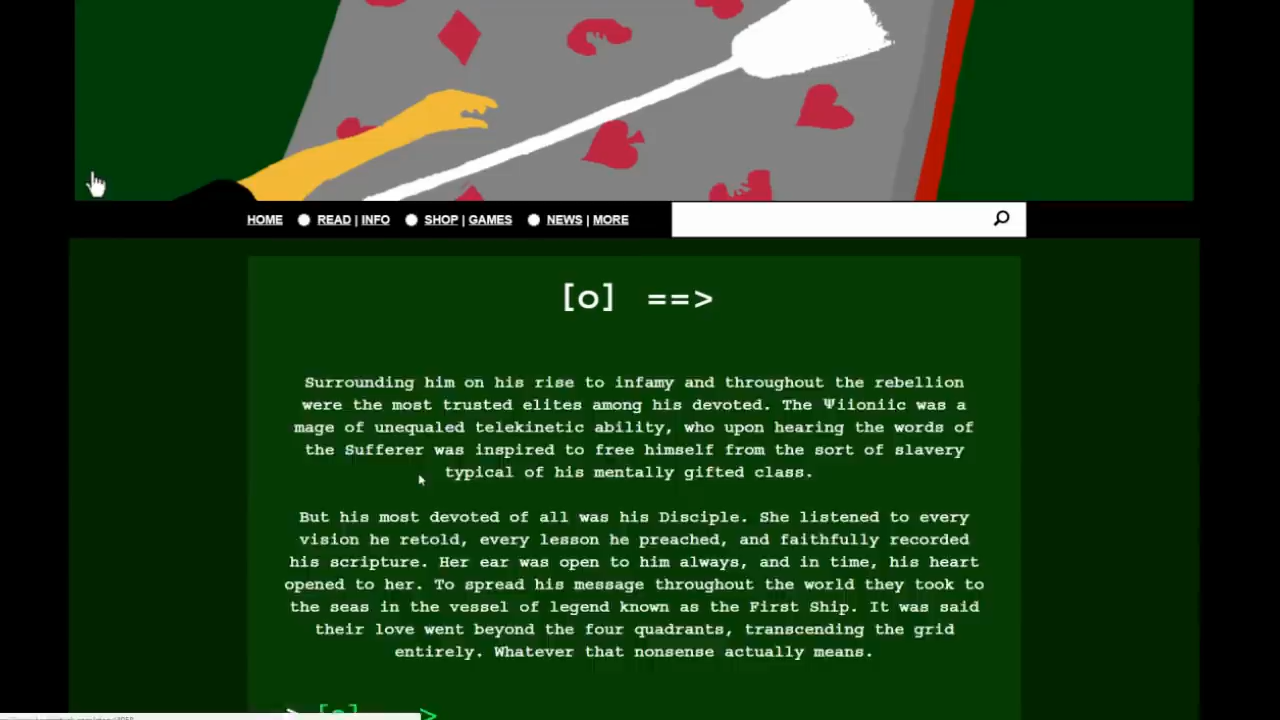 HOME READ | INFO SHOP | GAMES NEWS | MORE
[o] ==>
Surrounding him on his rise to infamy and throughout the rebellion
were the most trusted elites among his devoted. The Ψiioniic was a
mage of unequaled telekinetic ability, who upon hearing the words of
the Sufferer was inspired to free himself from the sort of slavery
typical of his mentally gifted class.
But his most devoted of all was his Disciple. She listened to every
vision he retold, every lesson he preached, and faithfully recorded
his scripture. Her ear was open to him always, and in time, his heart
opened to her. To spread his message throughout the world they took to
the seas in the vessel of legend known as the First Ship. It was said
their love went beyond the four quadrants, transcending the grid
entirely. Whatever that nonsense actually means.